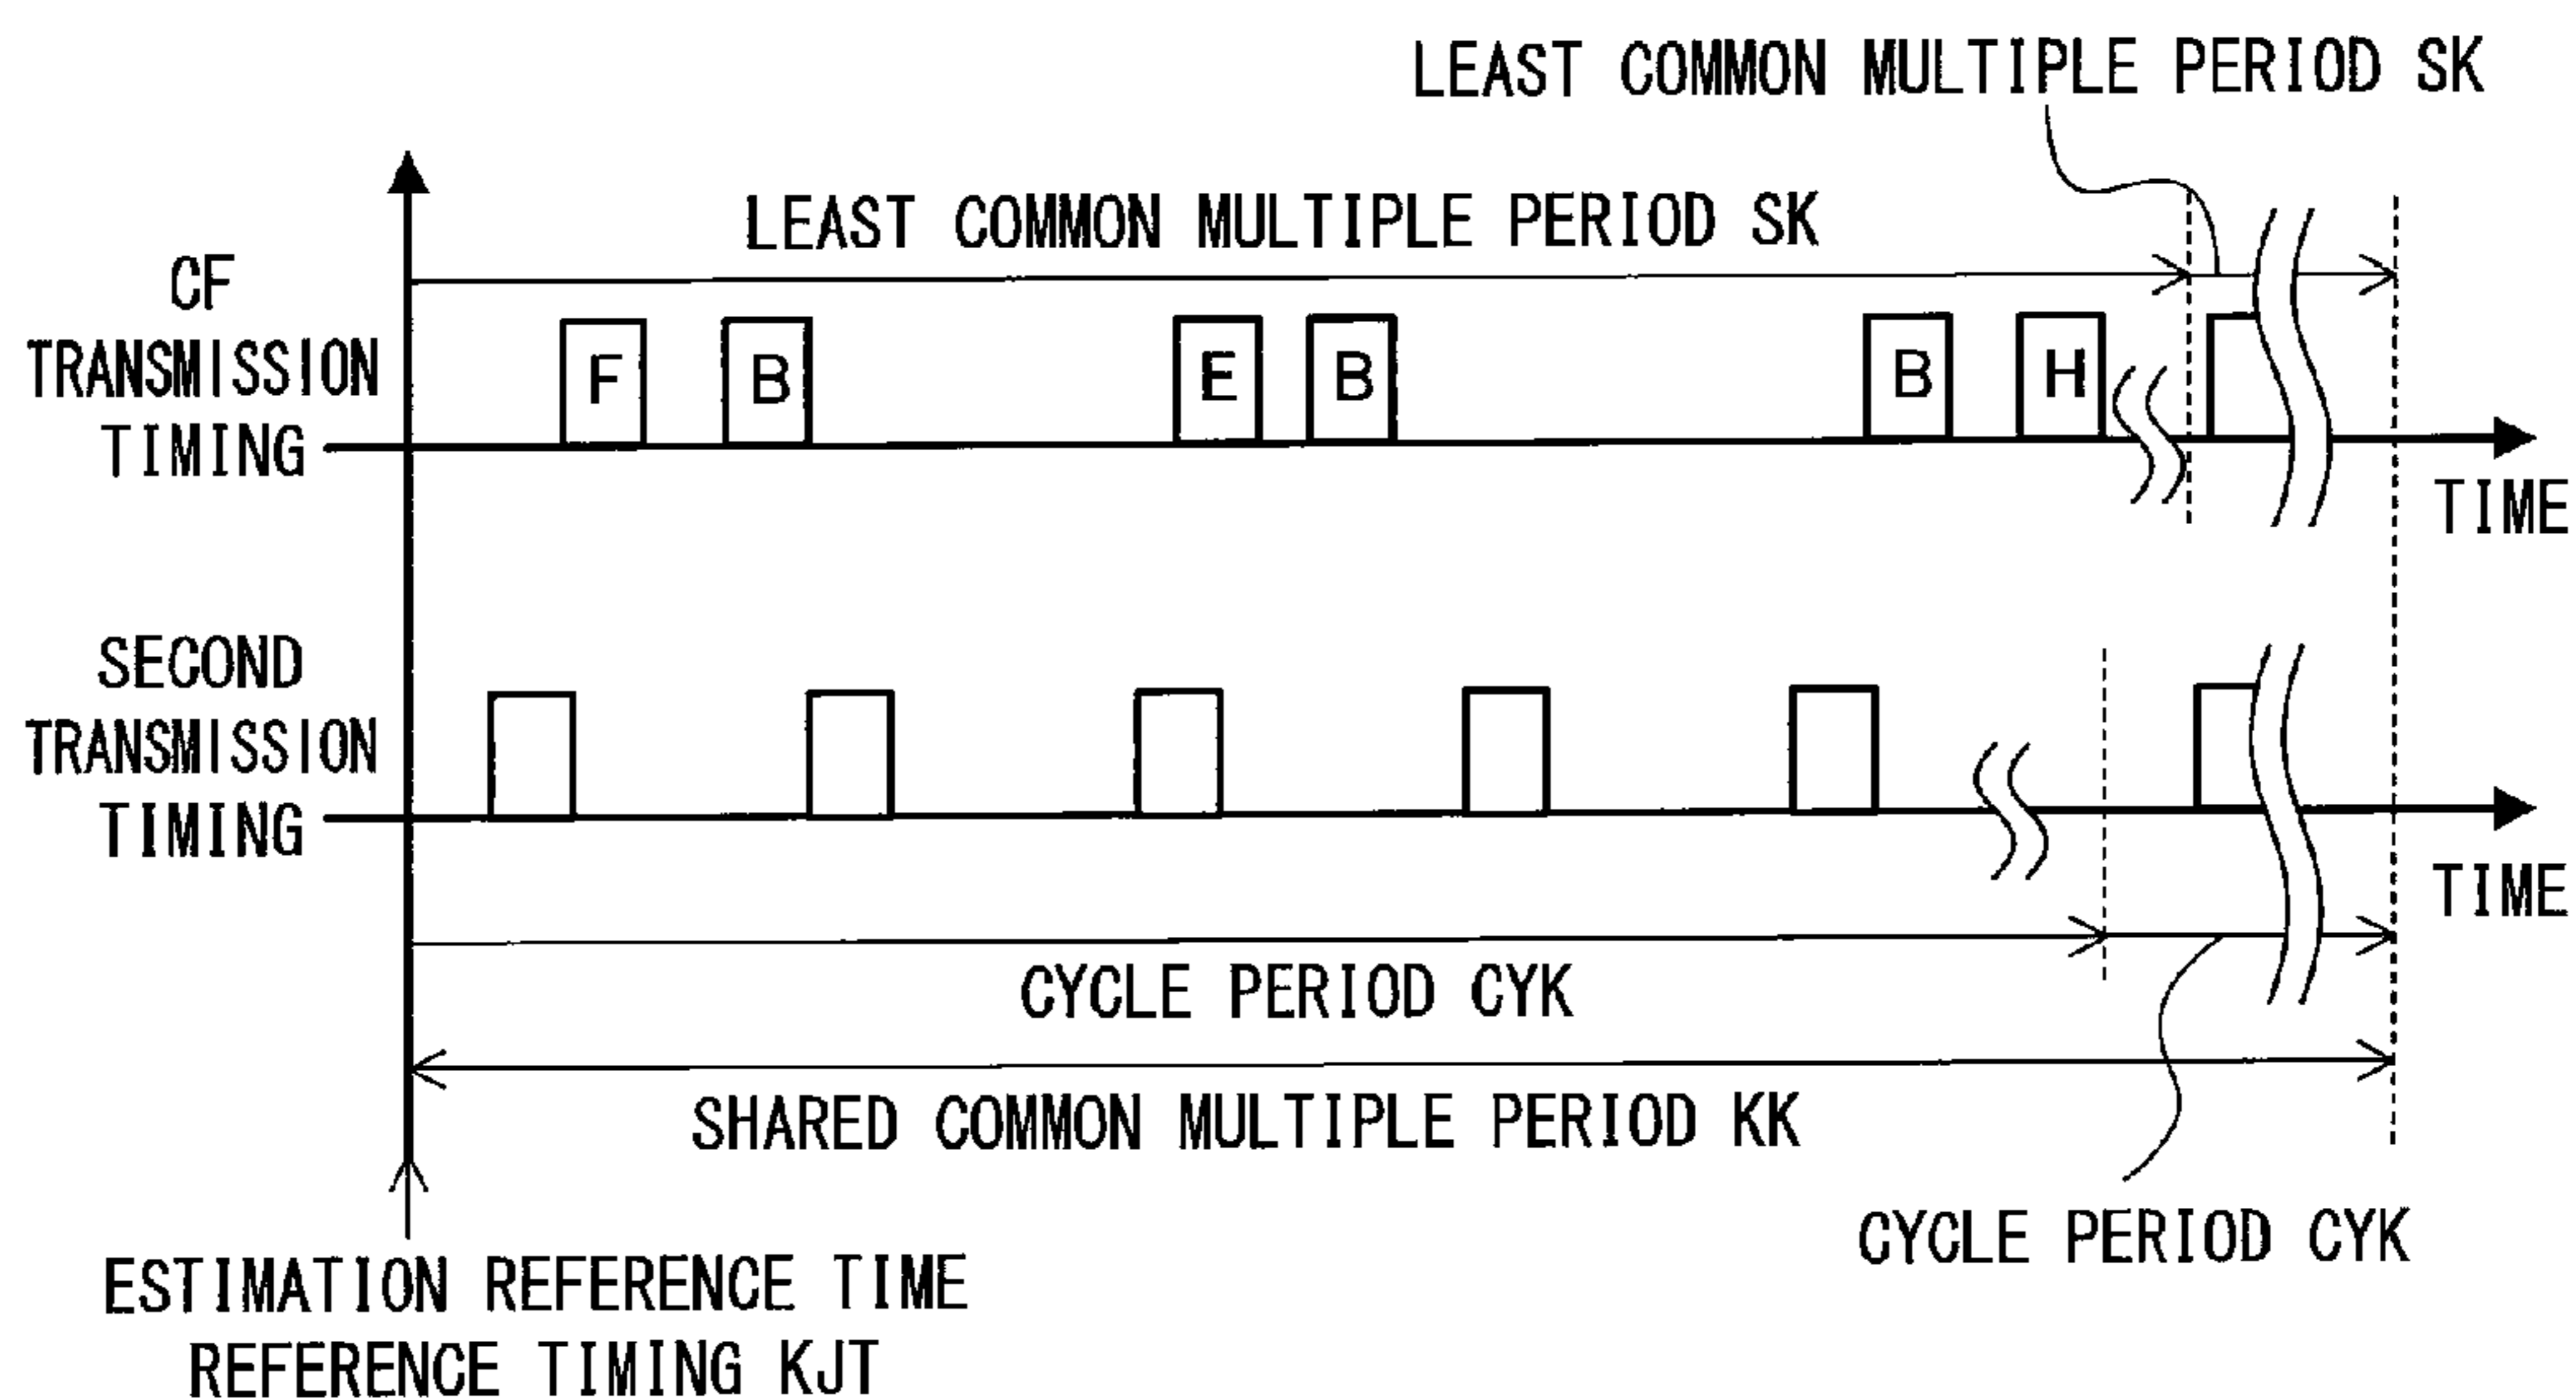 LEAST COMMON MULTIPLE PERIOD SK
LEAST COMMON MULTIPLE PERIOD SK
CF
TRANSMISSION
TIMING
F
B
E
B
B
H
TIME
SECOND
TRANSMISSION
TIMING
TIME
CYCLE PERIOD CYK
SHARED COMMON MULTIPLE PERIOD KK
CYCLE PERIOD CYK
ESTIMATION REFERENCE TIME
REFERENCE TIMING KJT